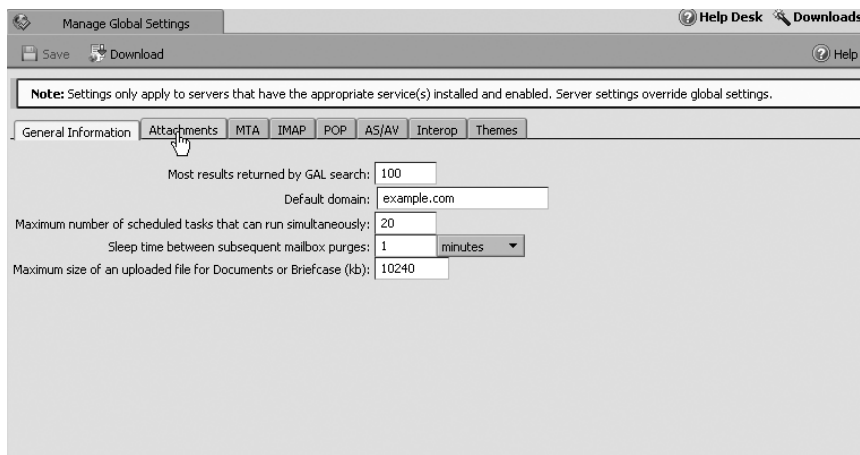 Manage Global Settings
Help Desk Downloads
Save Download Help
Note: Settings only apply to servers that have the appropriate service(s) installed and enabled. Server settings override global settings.
General Information Attachments MTA IMAP POP AS/AV Interop Themes
Most results returned by GAL search: 100
Default domain: example.com
Maximum number of scheduled tasks that can run simultaneously: 20
Sleep time between subsequent mailbox purges: 1 minutes
Maximum size of an uploaded file for Documents or Briefcase (kb): 10240